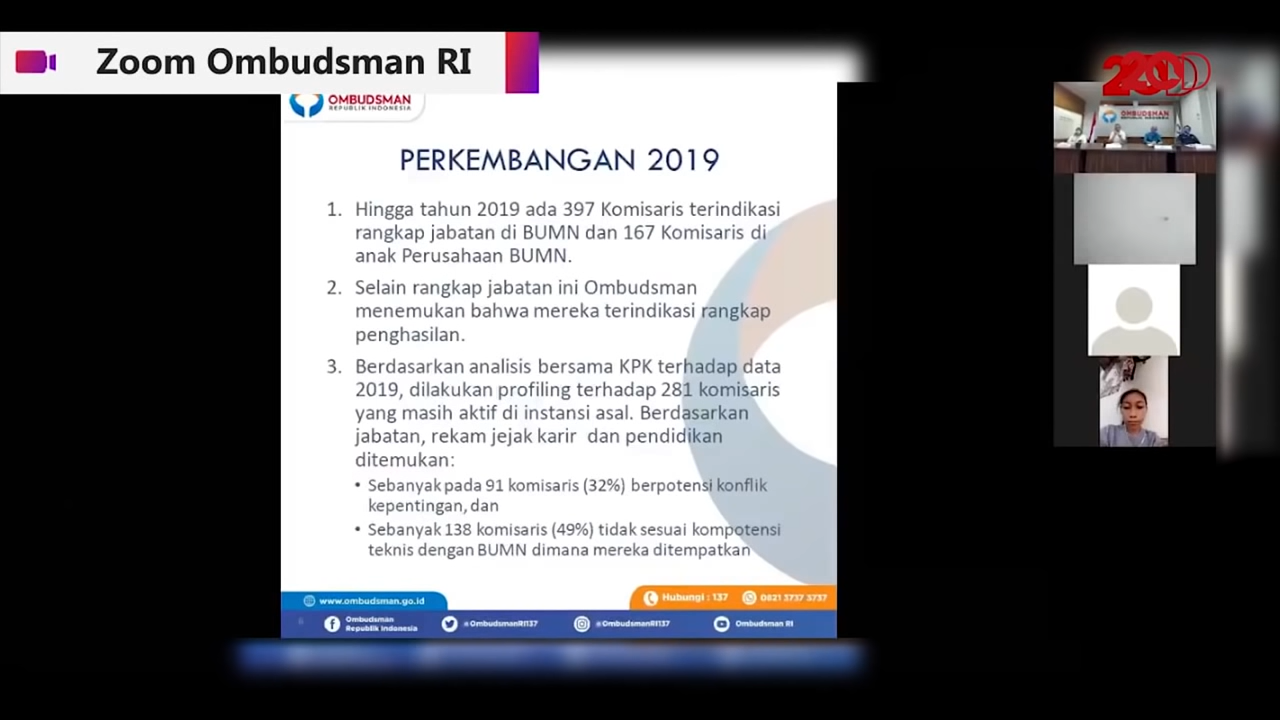 Zoom Ombudsman RI
OMBUDSMAN
REPUBLIK INDONESIA
PERKEMBANGAN 2019
1. Hingga tahun 2019 ada 397 Komisaris terindikasi
rangkap jabatan di BUMN dan 167 Komisaris di
anak Perusahaan BUMN.
2. Selain rangkap jabatan ini Ombudsman
menemukan bahwa mereka terindikasi rangkap
penghasilan.
3. Berdasarkan analisis bersama KPK terhadap data
2019, dilakukan profiling terhadap 281 komisaris
yang masih aktif di instansi asal. Berdasarkan
jabatan, rekam jejak karir dan pendidikan
ditemukan:
• Sebanyak pada 91 komisaris (32%) berpotensi konflik
kepentingan, dan
• Sebanyak 138 komisaris (49%) tidak sesuai kompotensi
teknis dengan BUMN dimana mereka ditempatkan
www.ombudsman.go.id
Hubungi : 137
0821 3737 3737
6
Ombudsman
Republik Indonesia
@OmbudsmanRI137
@OmbudsmanRI137
Ombudsman RI
OMBUDSMAN